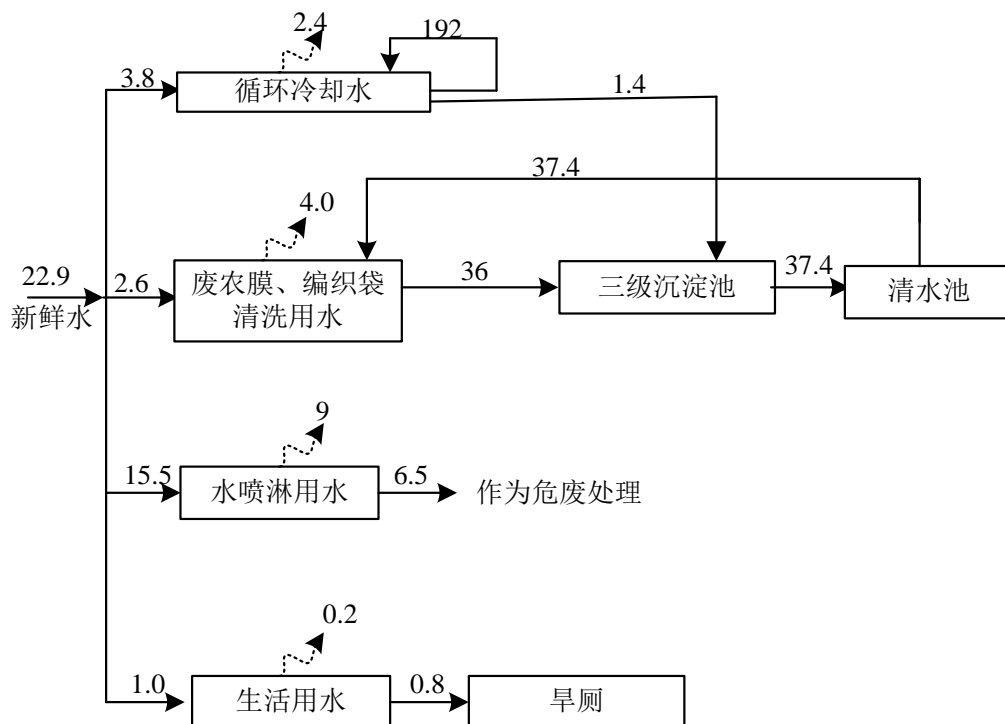 2.4
192
3.8
循环冷却水
1.4
37.4
4.0
22.9
新鲜水
2.6
废农膜、编织袋
清洗用水
36
三级沉淀池
37.4
清水池
9
15.5
水喷淋用水
6.5
作为危废处理
0.2
1.0
生活用水
0.8
旱厕